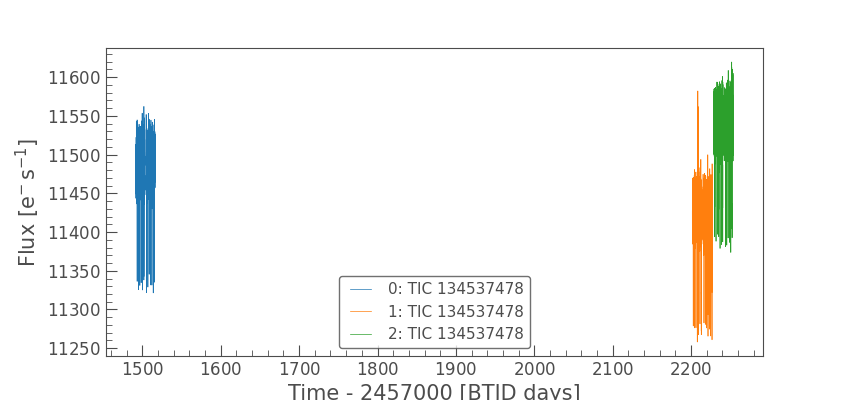 11600
11550
11500
11450
11400
11350
11300
11250
Flux [e⁻ s⁻¹]
0: TIC 134537478
1: TIC 134537478
2: TIC 134537478
1500 1600 1700 1800 1900 2000 2100 2200
Time - 2457000 [BTJD days]